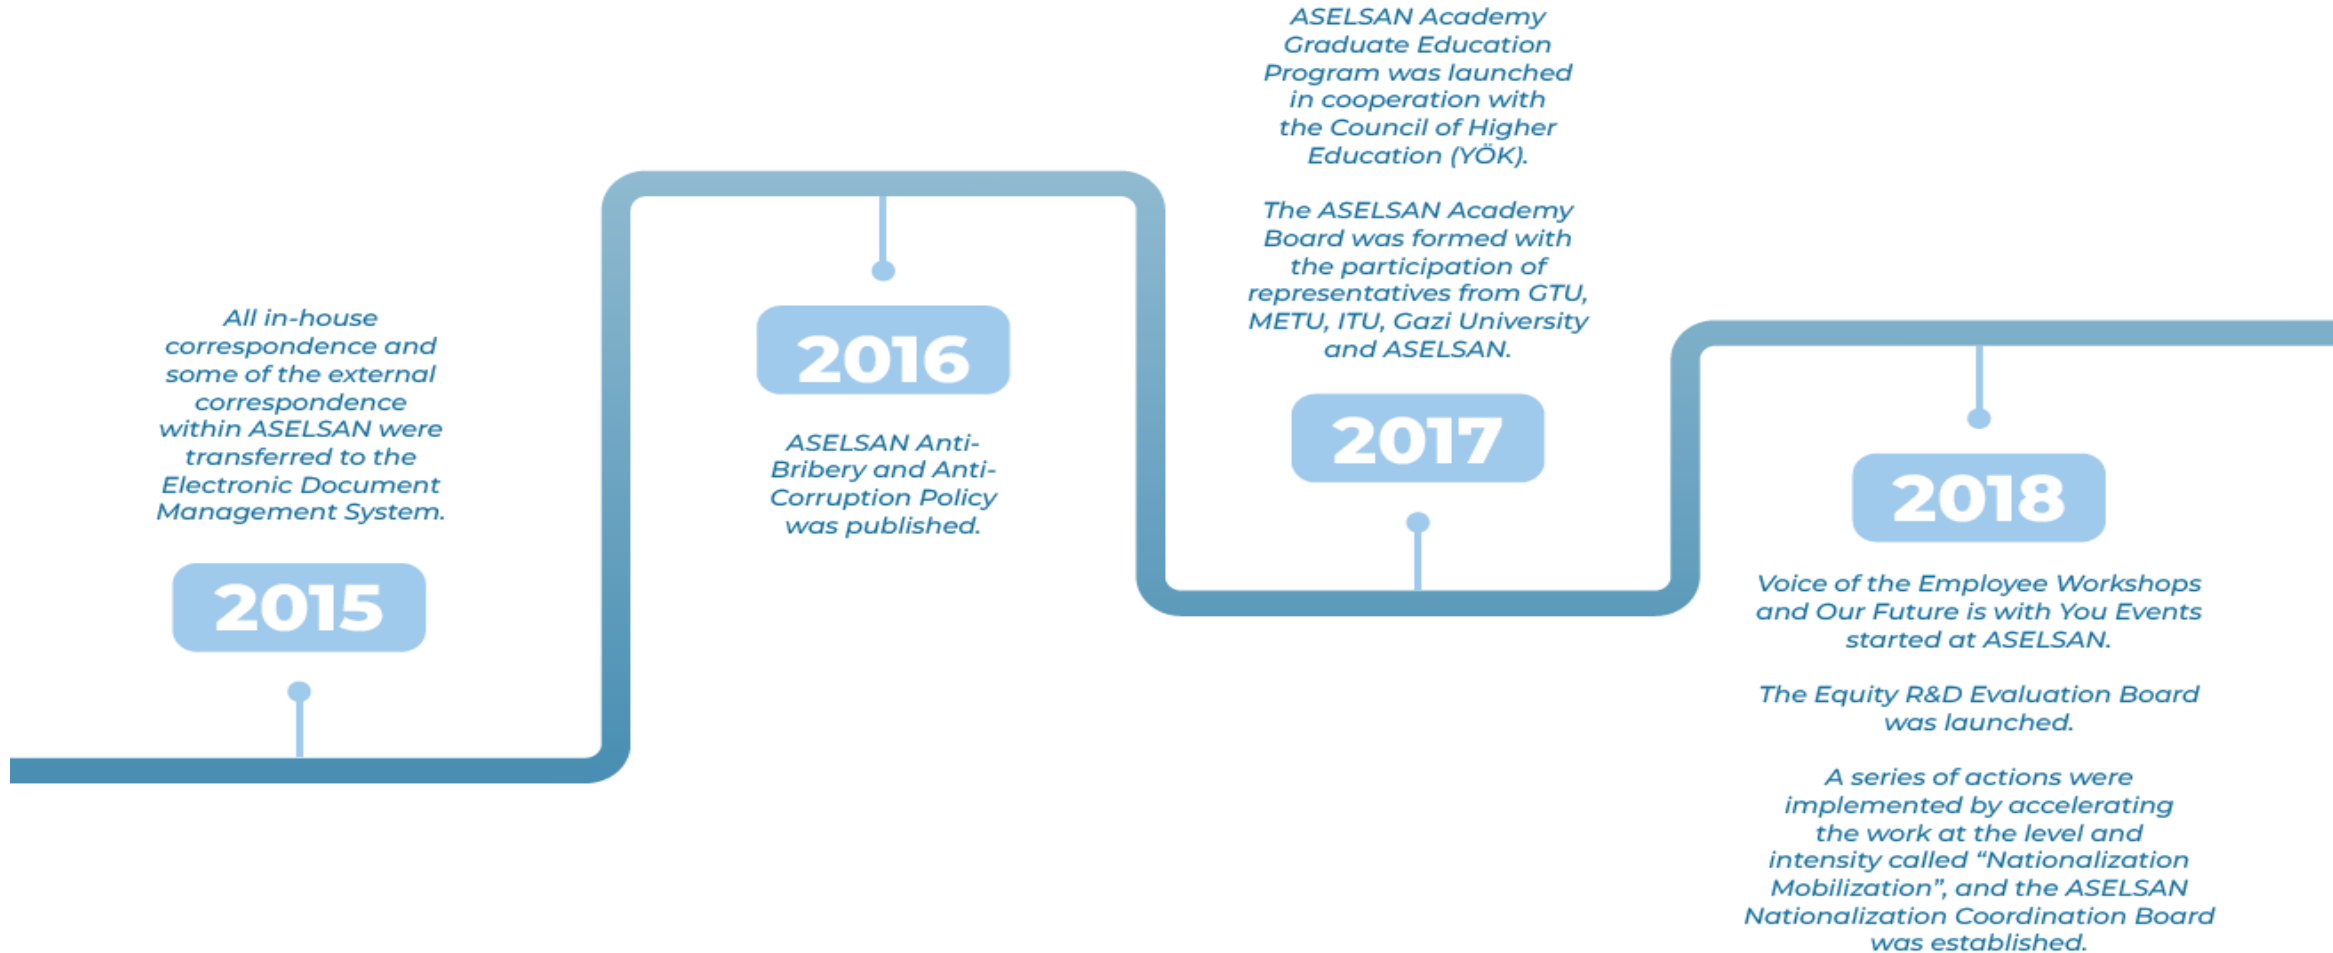 All in-house
correspondence and
some of the external
correspondence
within ASELSAN were
transferred to the
Electronic Document
Management System.
2015
2016
ASELSAN Anti-
Bribery and Anti-
Corruption Policy
was published.
ASELSAN Academy
Graduate Education
Program was launched
in cooperation with
the Council of Higher
Education (YÖK).
The ASELSAN Academy
Board was formed with
the participation of
representatives from GTU,
METU, ITU, Gazi University
and ASELSAN.
2017
2018
Voice of the Employee Workshops
and Our Future is with You Events
started at ASELSAN.
The Equity R&D Evaluation Board
was launched.
A series of actions were
implemented by accelerating
the work at the level and
intensity called “Nationalization
Mobilization”, and the ASELSAN
Nationalization Coordination Board
was established.